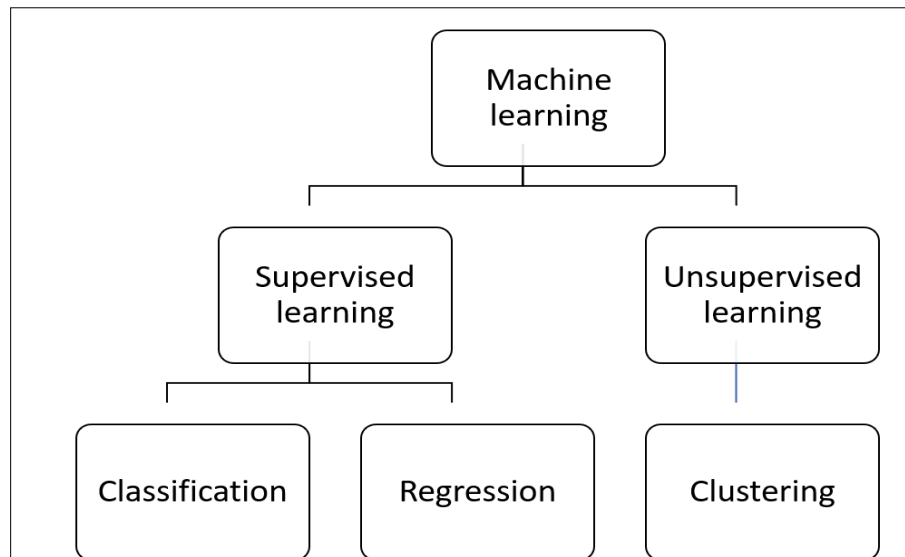 Machine
learning
Supervised
learning
Unsupervised
learning
Classification
Regression
Clustering